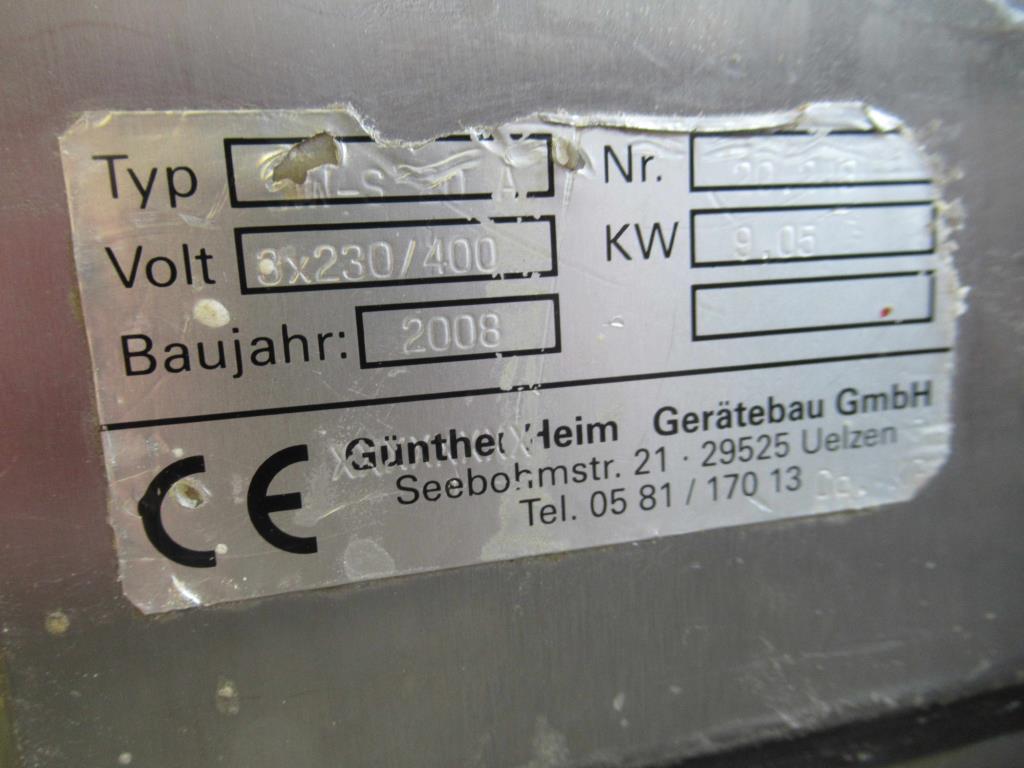 Typ Nr.
Volt 3x230/400 KW 9.05
Baujahr: 2008
CE Günther Heim Gerätebau GmbH
Seebohmstr. 21 · 29525 Uelzen
Tel. 05 81 / 170 13